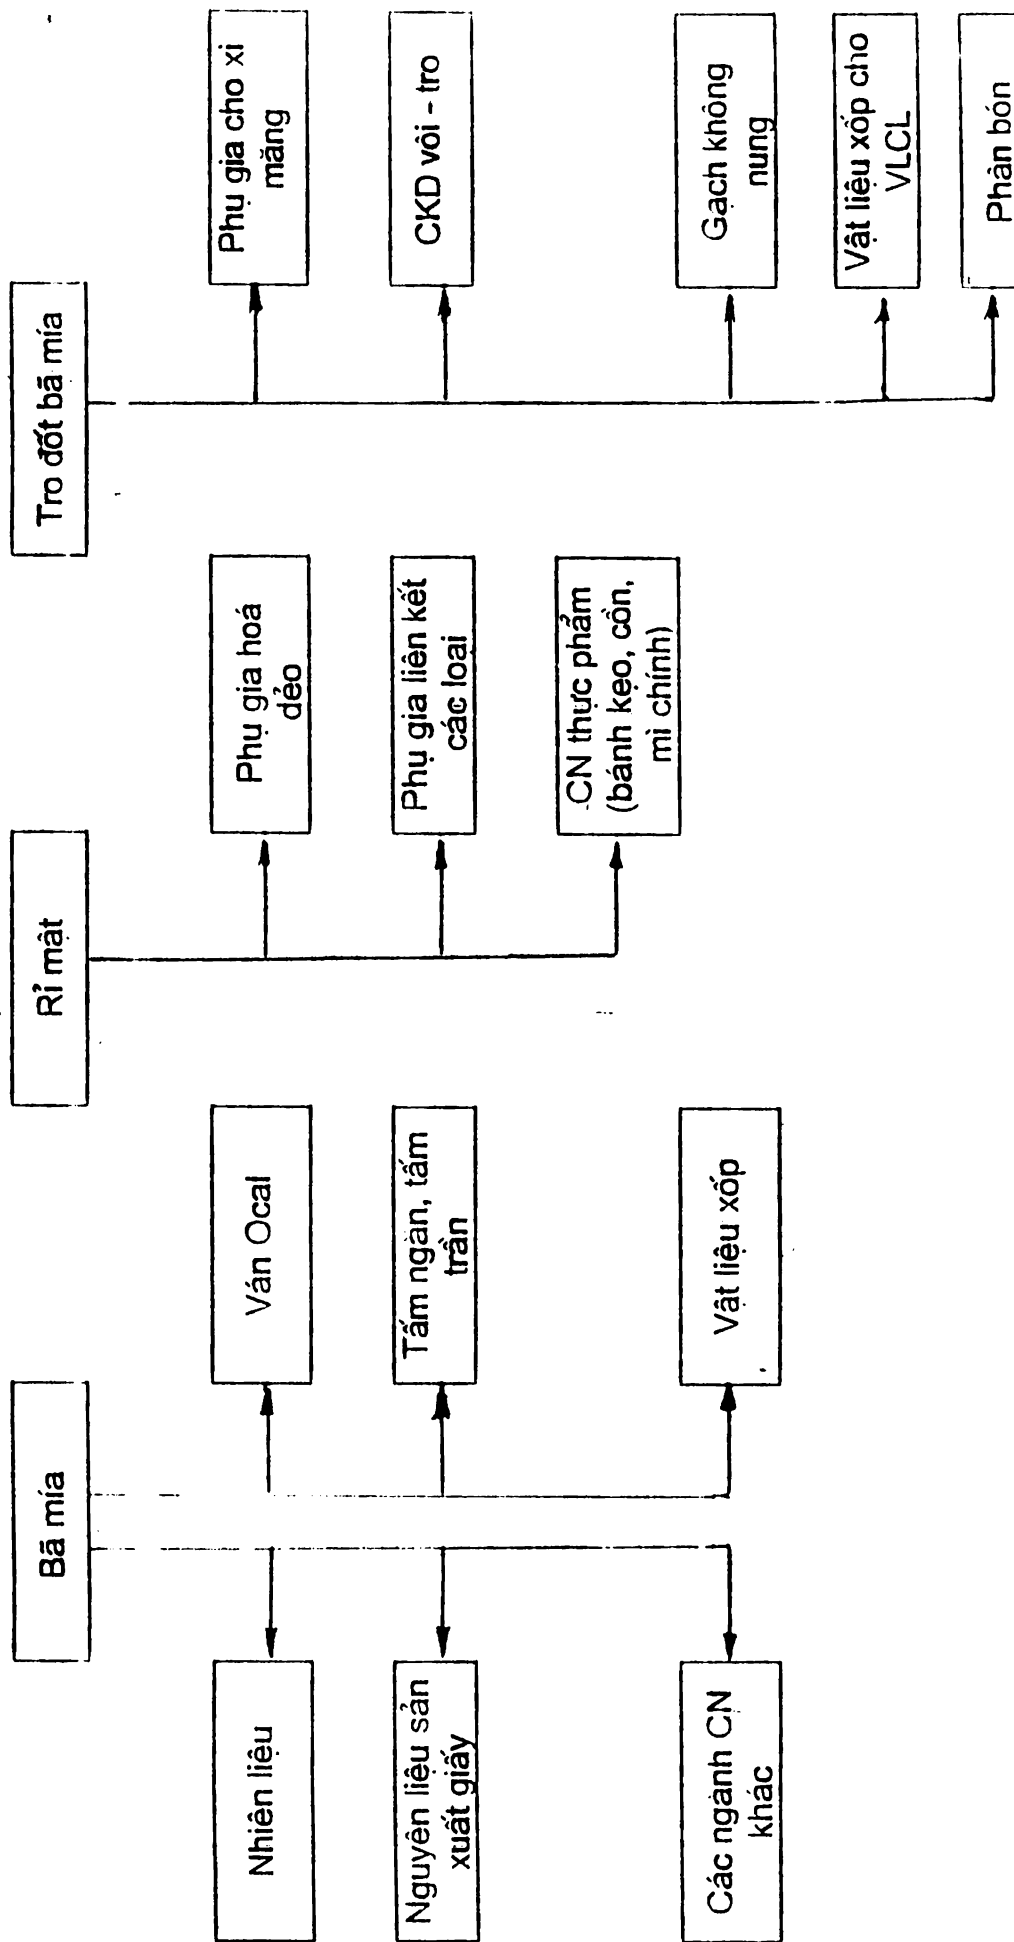 Bã mía
Nhiên liệu
Nguyên liệu sản
xuất giấy
Các ngành CN
khác
Ván Ocal
Tấm ngăn, tấm
trần
Vật liệu xốp
Rỉ mật
Phụ gia hoá
dẻo
Phụ gia liên kết
các loại
CN thực phẩm
(bánh kẹo, cồn,
mì chính)
Tro đốt bã mía
Phụ gia cho xi
măng
CKD vôi - tro
Gạch không
nung
Vật liệu xốp cho
VLCL
Phân bón